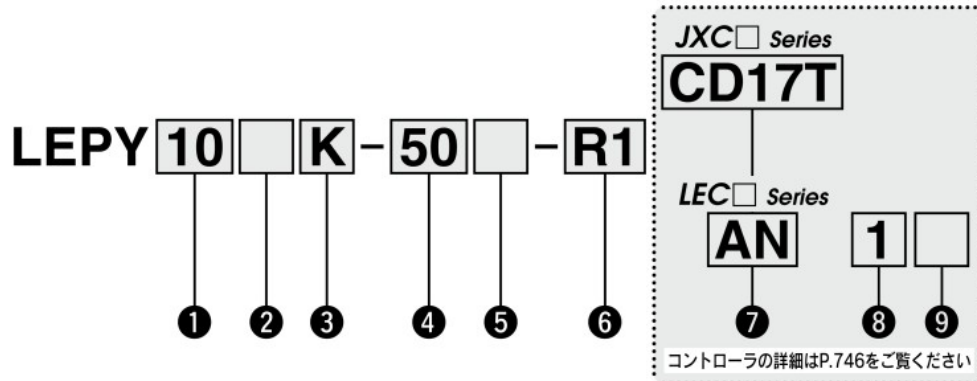 JXC□ Series
CD17T
LEPY 10 □ K - 50 □ - R1
LEC□ Series
AN 1 □
❶ ❷ ❸ ❹ ❺ ❻ ❼ ❽ ❾
コントローラの詳細はP.746をご覧ください